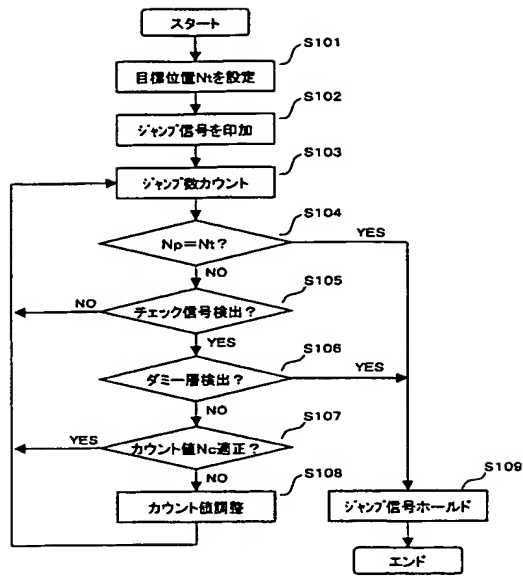 スタート
S101
目標位置Ntを設定
S102
ジャンプ信号を印加
S103
ジャンプ数カウント
S104
Np=Nt?
YES
NO
S105
NO
チェック信号検出?
YES
S106
ダミー層検出?
YES
NO
S107
YES
カウント値Nc適正?
NO
S108
カウント値調整
S109
ジャンプ信号ホールド
エンド